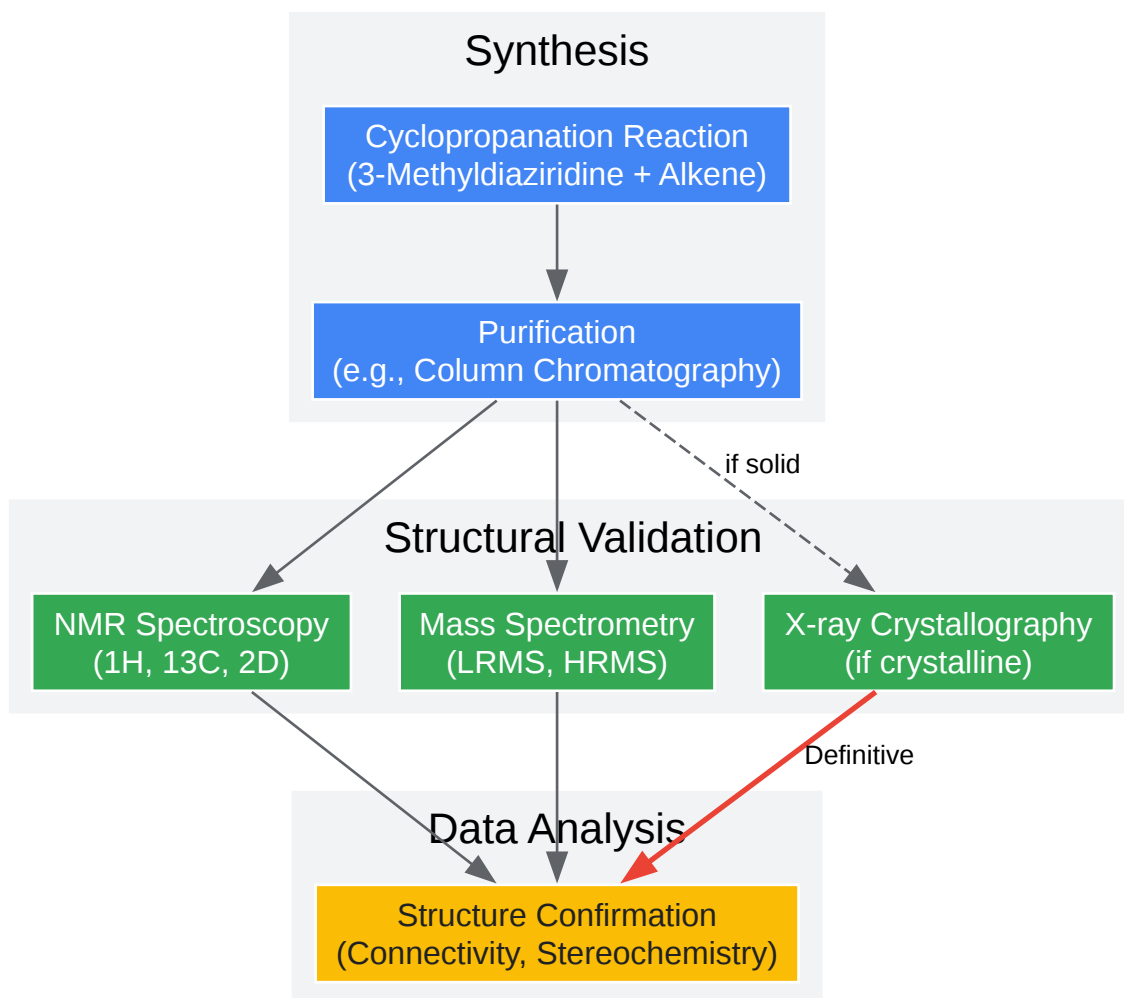 Synthesis
Cyclopropanation Reaction
(3-Methyldiaziridine + Alkene)
Purification
(e.g., Column Chromatography)
if solid
Structural Validation
NMR Spectroscopy
(1H, 13C, 2D)
Mass Spectrometry
(LRMS, HRMS)
X-ray Crystallography
(if crystalline)
Definitive
Data Analysis
Structure Confirmation
(Connectivity, Stereochemistry)